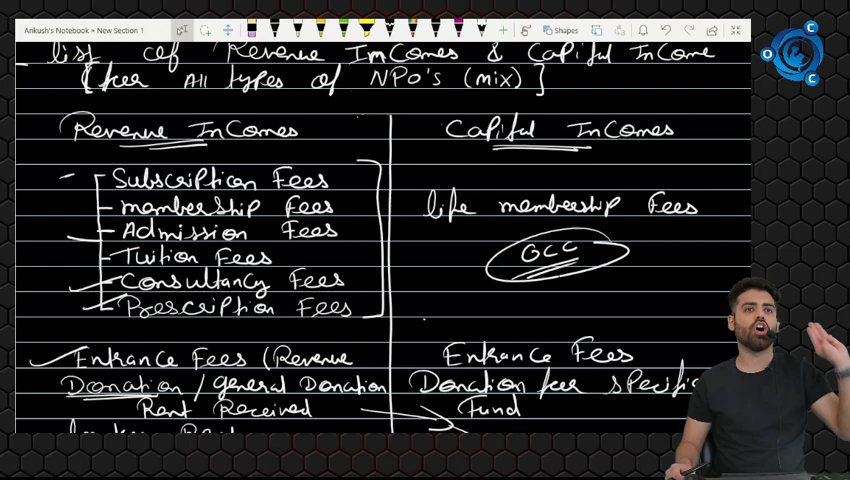 Ankush's Notebook » New Section 1
Shapes
list of Revenue InComes & Capital InCome
[for All types of NPO's (mix)]
Revenue InComes
Subscription Fees
membership Fees
Admission Fees
Tuition Fees
Consultancy Fees
Prescription Fees
Entrance Fees (Revenue
Donation / general Donation
Rent Received
Rent
Capital InComes
life membership Fees
GCC
Entrance Fees
Donation for specific
Fund
O C C